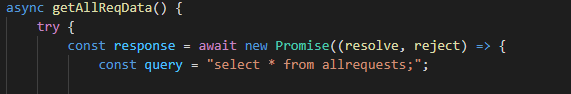 async getAllReqData() {
try {
const response = await new Promise((resolve, reject) => {
const query = "select * from allrequests;";